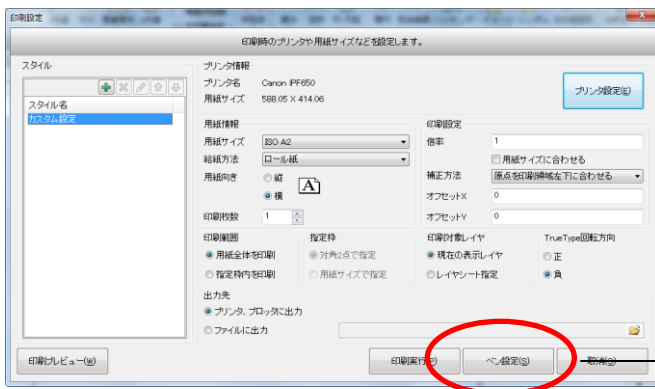 印刷設定
印刷時のプリンタや用紙サイズなどを設定します。
スタイル
スタイル名
カスタム設定
プリンタ情報
プリンタ名 Canon iPF650
用紙サイズ 588.05 X 414.06
プリンタ設定(E)
用紙情報
用紙サイズ ISO A2
給紙方法 ロール紙
用紙向き 縦
A
横
印刷枚数 1
印刷設定
倍率 1
用紙サイズに合わせる
補正方法 原点を印刷領域左下に合わせる
オフセットX 0
オフセットY 0
印刷範囲
用紙全体を印刷
指定枠内を印刷
指定枠
対角2点で指定
用紙サイズで指定
印刷対象レイヤ
現在の表示レイヤ
レイヤシート指定
TrueType回転方向
正
負
出力先
プリンタ、プロッタに出力
ファイルに出力
印刷プレビュー(W)
印刷実行(P)
ペン設定(S)
取消(C)